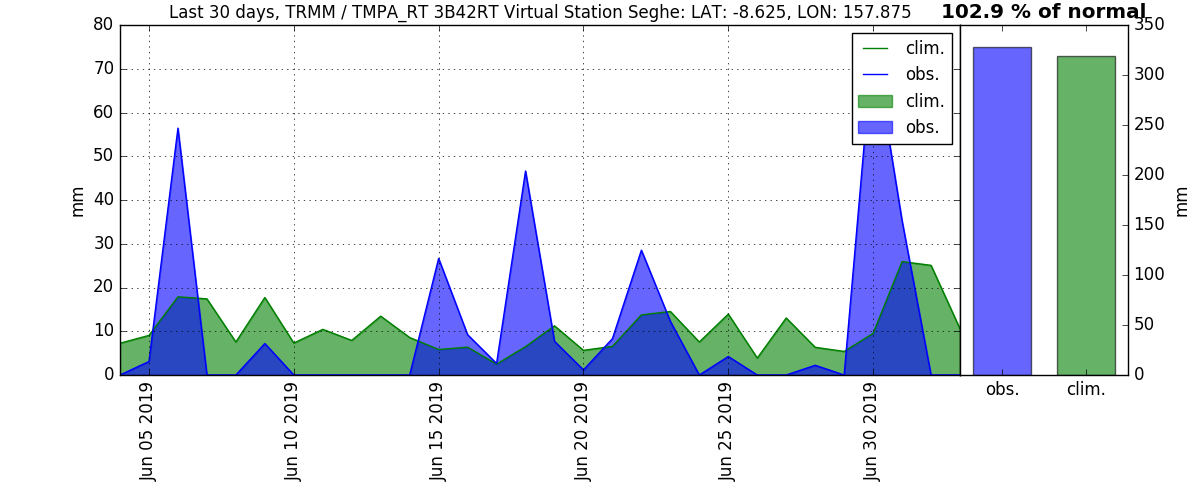 Last 30 days, TRMM / TMPA_RT 3B42RT Virtual Station Seghe: LAT: -8.625, LON: 157.875
102.9 % of normal
80
70
60
50
40
30
20
10
0
mm
clim.
obs.
clim.
obs.
350
300
250
200
150
100
50
0
mm
Jun 05 2019
Jun 10 2019
Jun 15 2019
Jun 20 2019
Jun 25 2019
Jun 30 2019
obs.
clim.